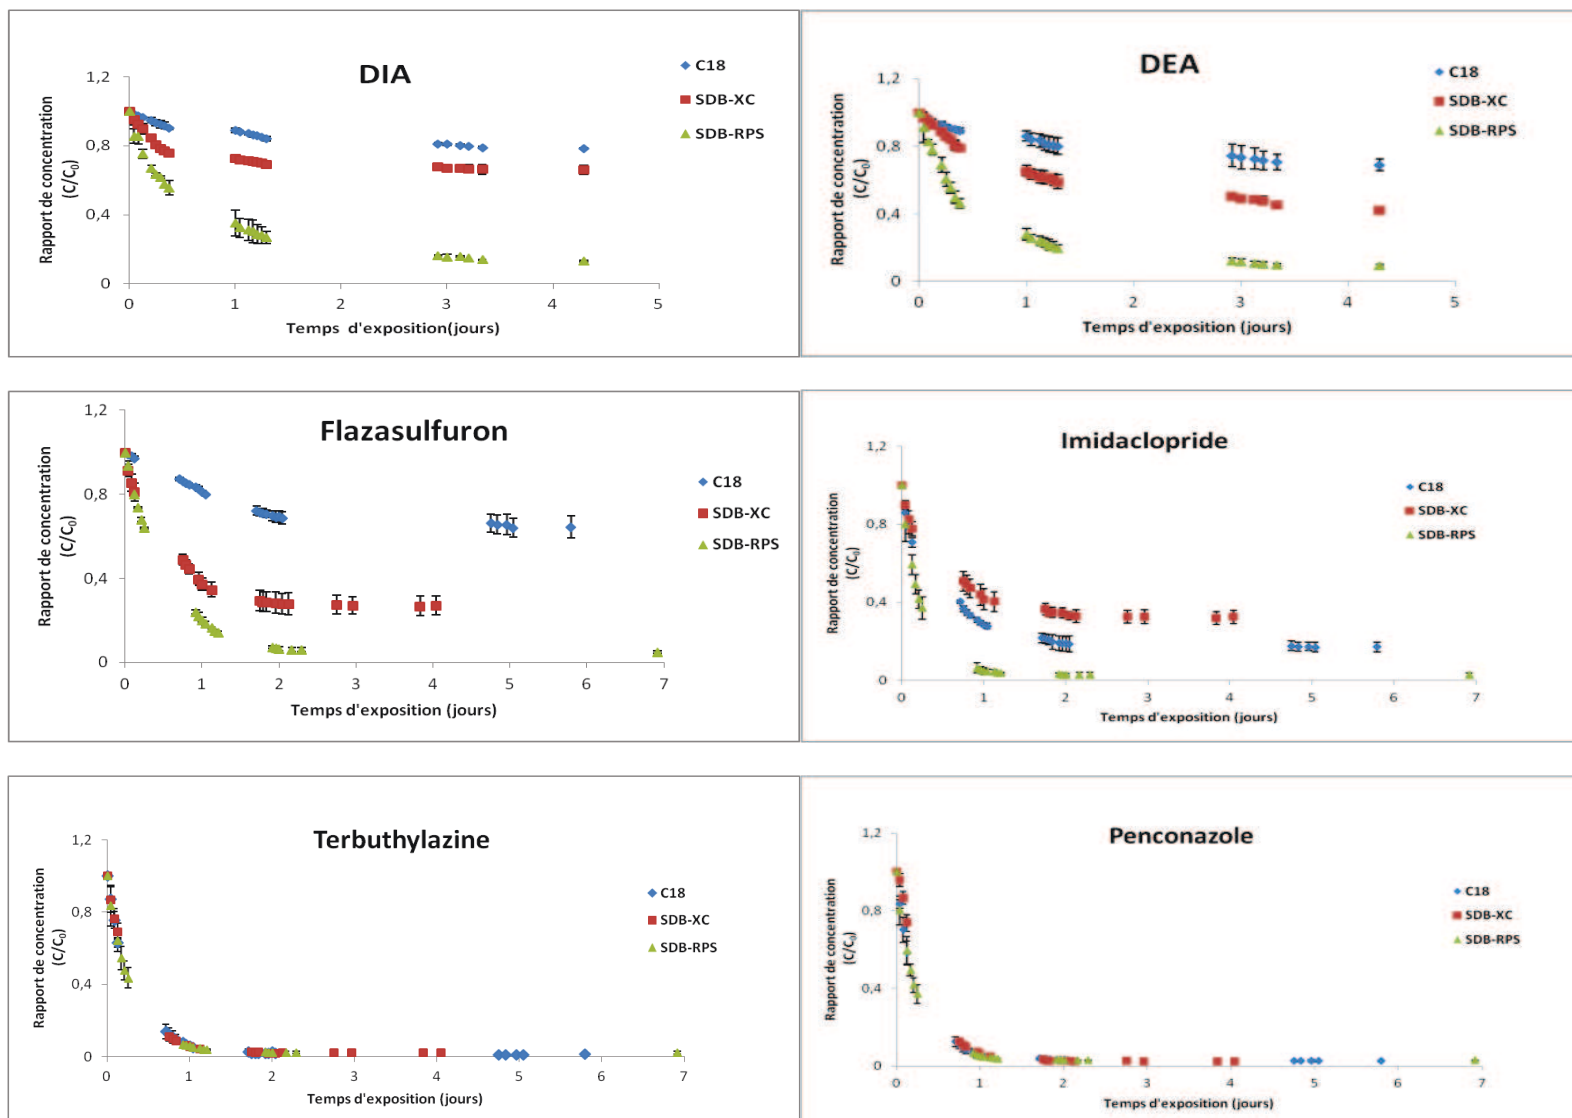 DIA
C18
SDB-XC
SDB-RPS
Rapport de concentration
(C/C₀)
1,2
0,8
0,4
0
0 1 2 3 4 5
Temps d'exposition(jours)
DEA
C18
SDB-XC
SDB-RPS
Rapport de concentration
(C/C₀)
1,2
0,8
0,4
0
0 1 2 3 4 5
Temps d'exposition (jours)
Flazasulfuron
C18
SDB-XC
SDB-RPS
Rapport de concentration
(C/C₀)
1,2
0,8
0,4
0
0 1 2 3 4 5 6 7
Temps d'exposition (jours)
Imidaclopride
C18
SDB-XC
SDB-RPS
Rapport de concentration
(C/C₀)
1,2
0,8
0,4
0
0 1 2 3 4 5 6 7
Temps d'exposition (jours)
Terbuthylazine
C18
SDB-XC
SDB-RPS
Rapport de concentration
(C/C₀)
1,2
0,8
0,4
0
0 1 2 3 4 5 6 7
Temps d'exposition (jours)
Penconazole
C18
SDB-XC
SDB-RPS
Rapport de concentration
(C/C₀)
1,2
0,8
0,4
0
0 1 2 3 4 5 6 7
Temps d'exposition (jours)